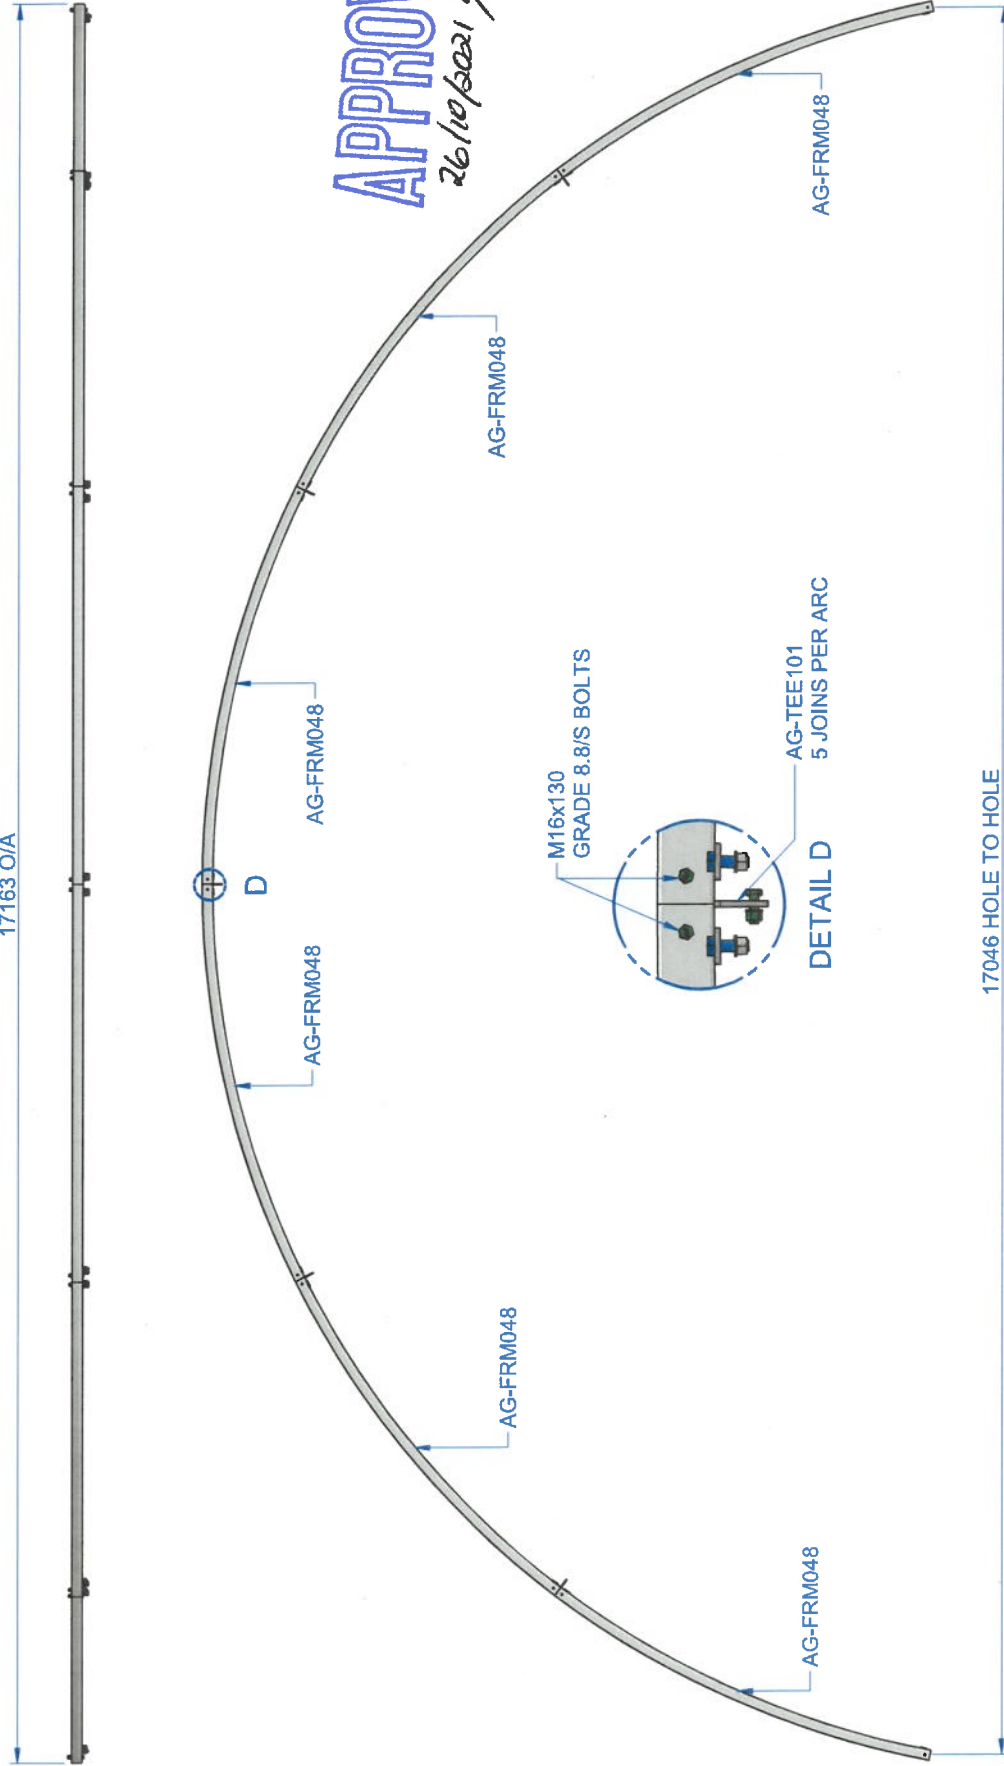 17163 O/A
26/10/2021
AG-FRM048
AG-FRM048
AG-FRM048
AG-FRM048
AG-FRM048
AG-FRM048
D
M16x130
GRADE 8.8/S BOLTS
AG-TEE101
5 JOINS PER ARC
DETAIL D
17046 HOLE TO HOLE